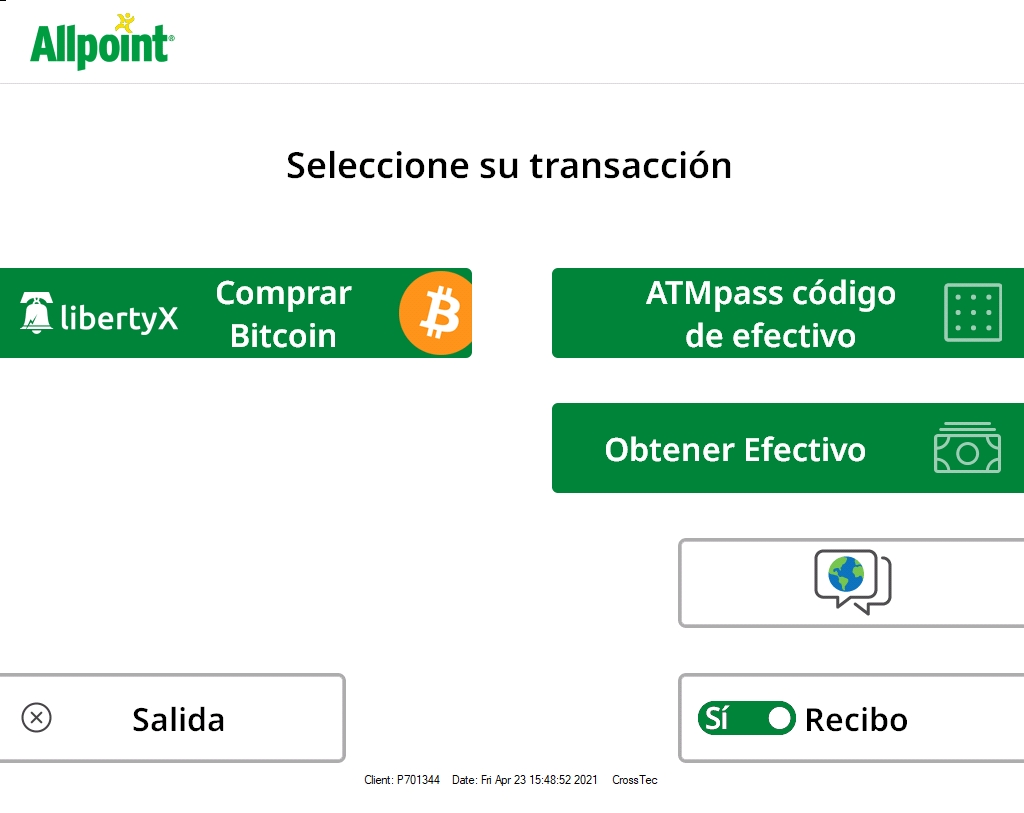 Allpoint®
Seleccione su transacción
libertyX
Comprar
Bitcoin
ATMpass código
de efectivo
Obtener Efectivo
Salida
Sí Recibo
Client: P701344 Date: Fri Apr 23 15:48:52 2021 CrossTec